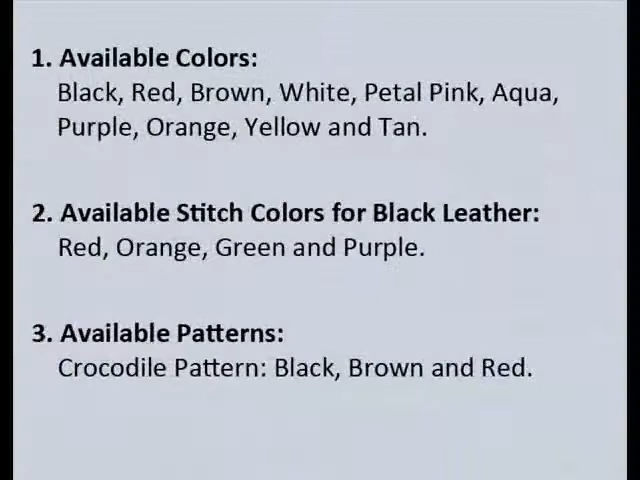 1. Available Colors:
Black, Red, Brown, White, Petal Pink, Aqua,
Purple, Orange, Yellow and Tan.
2. Available Stitch Colors for Black Leather:
Red, Orange, Green and Purple.
3. Available Patterns:
Crocodile Pattern: Black, Brown and Red.